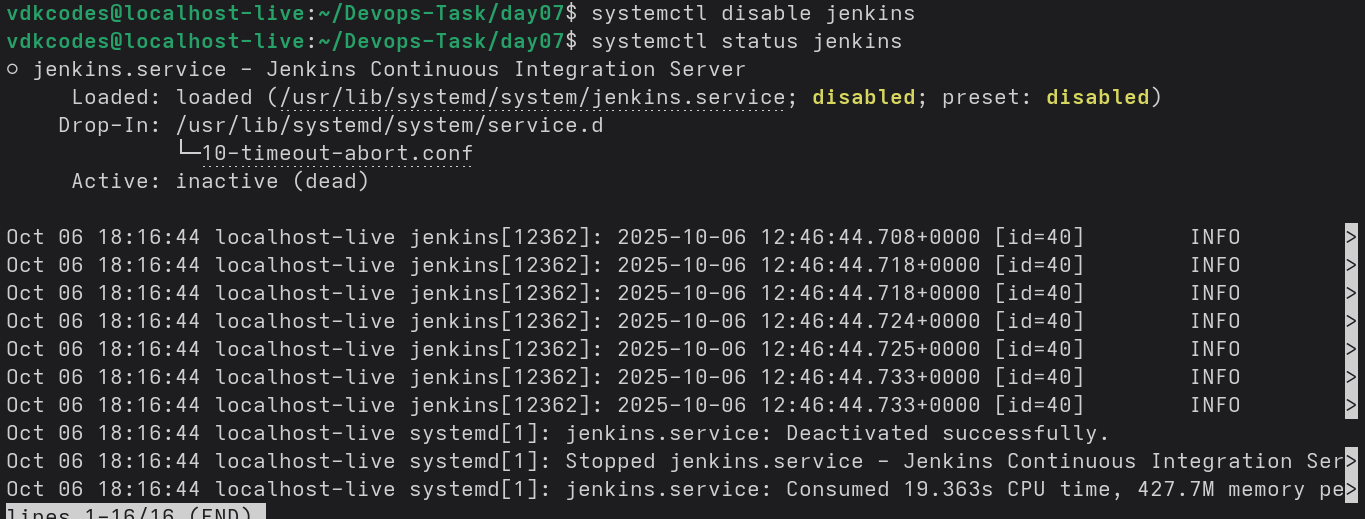 vdkcodes@localhost-live:~/Devops-Task/day07$ systemctl disable jenkins
vdkcodes@localhost-live:~/Devops-Task/day07$ systemctl status jenkins
○ jenkins.service - Jenkins Continuous Integration Server
     Loaded: loaded (/usr/lib/systemd/system/jenkins.service; disabled; preset: disabled)
    Drop-In: /usr/lib/systemd/system/service.d
             └─10-timeout-abort.conf
     Active: inactive (dead)

Oct 06 18:16:44 localhost-live jenkins[12362]: 2025-10-06 12:46:44.708+0000 [id=40]        INFO        >
Oct 06 18:16:44 localhost-live jenkins[12362]: 2025-10-06 12:46:44.718+0000 [id=40]        INFO        >
Oct 06 18:16:44 localhost-live jenkins[12362]: 2025-10-06 12:46:44.718+0000 [id=40]        INFO        >
Oct 06 18:16:44 localhost-live jenkins[12362]: 2025-10-06 12:46:44.724+0000 [id=40]        INFO        >
Oct 06 18:16:44 localhost-live jenkins[12362]: 2025-10-06 12:46:44.725+0000 [id=40]        INFO        >
Oct 06 18:16:44 localhost-live jenkins[12362]: 2025-10-06 12:46:44.733+0000 [id=40]        INFO        >
Oct 06 18:16:44 localhost-live jenkins[12362]: 2025-10-06 12:46:44.733+0000 [id=40]        INFO        >
Oct 06 18:16:44 localhost-live systemd[1]: jenkins.service: Deactivated successfully.
Oct 06 18:16:44 localhost-live systemd[1]: Stopped jenkins.service - Jenkins Continuous Integration Ser>
Oct 06 18:16:44 localhost-live systemd[1]: jenkins.service: Consumed 19.363s CPU time, 427.7M memory pe>
lines 1-16/16 (END)